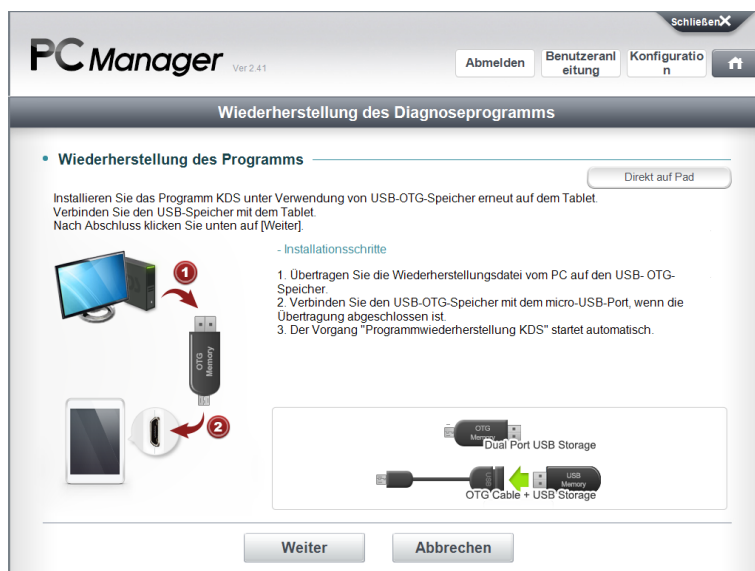 SchließenX
PC Manager Ver 2.41
Abmelden
Benutzeranl
eitung
Konfiguratio
n
Wiederherstellung des Diagnoseprogramms
• Wiederherstellung des Programms
Direkt auf Pad
Installieren Sie das Programm KDS unter Verwendung von USB-OTG-Speicher erneut auf dem Tablet.
Verbinden Sie den USB-Speicher mit dem Tablet.
Nach Abschluss klicken Sie unten auf [Weiter].
- Installationsschritte
1. Übertragen Sie die Wiederherstellungsdatei vom PC auf den USB- OTG-
Speicher.
2. Verbinden Sie den USB-OTG-Speicher mit dem micro-USB-Port, wenn die
Übertragung abgeschlossen ist.
3. Der Vorgang "Programmwiederherstellung KDS" startet automatisch.
1
OTG
Memory
2
OTG
Memory
Dual Port USB Storage
USB
USB
Memory
OTG Cable + USB Storage
Weiter
Abbrechen